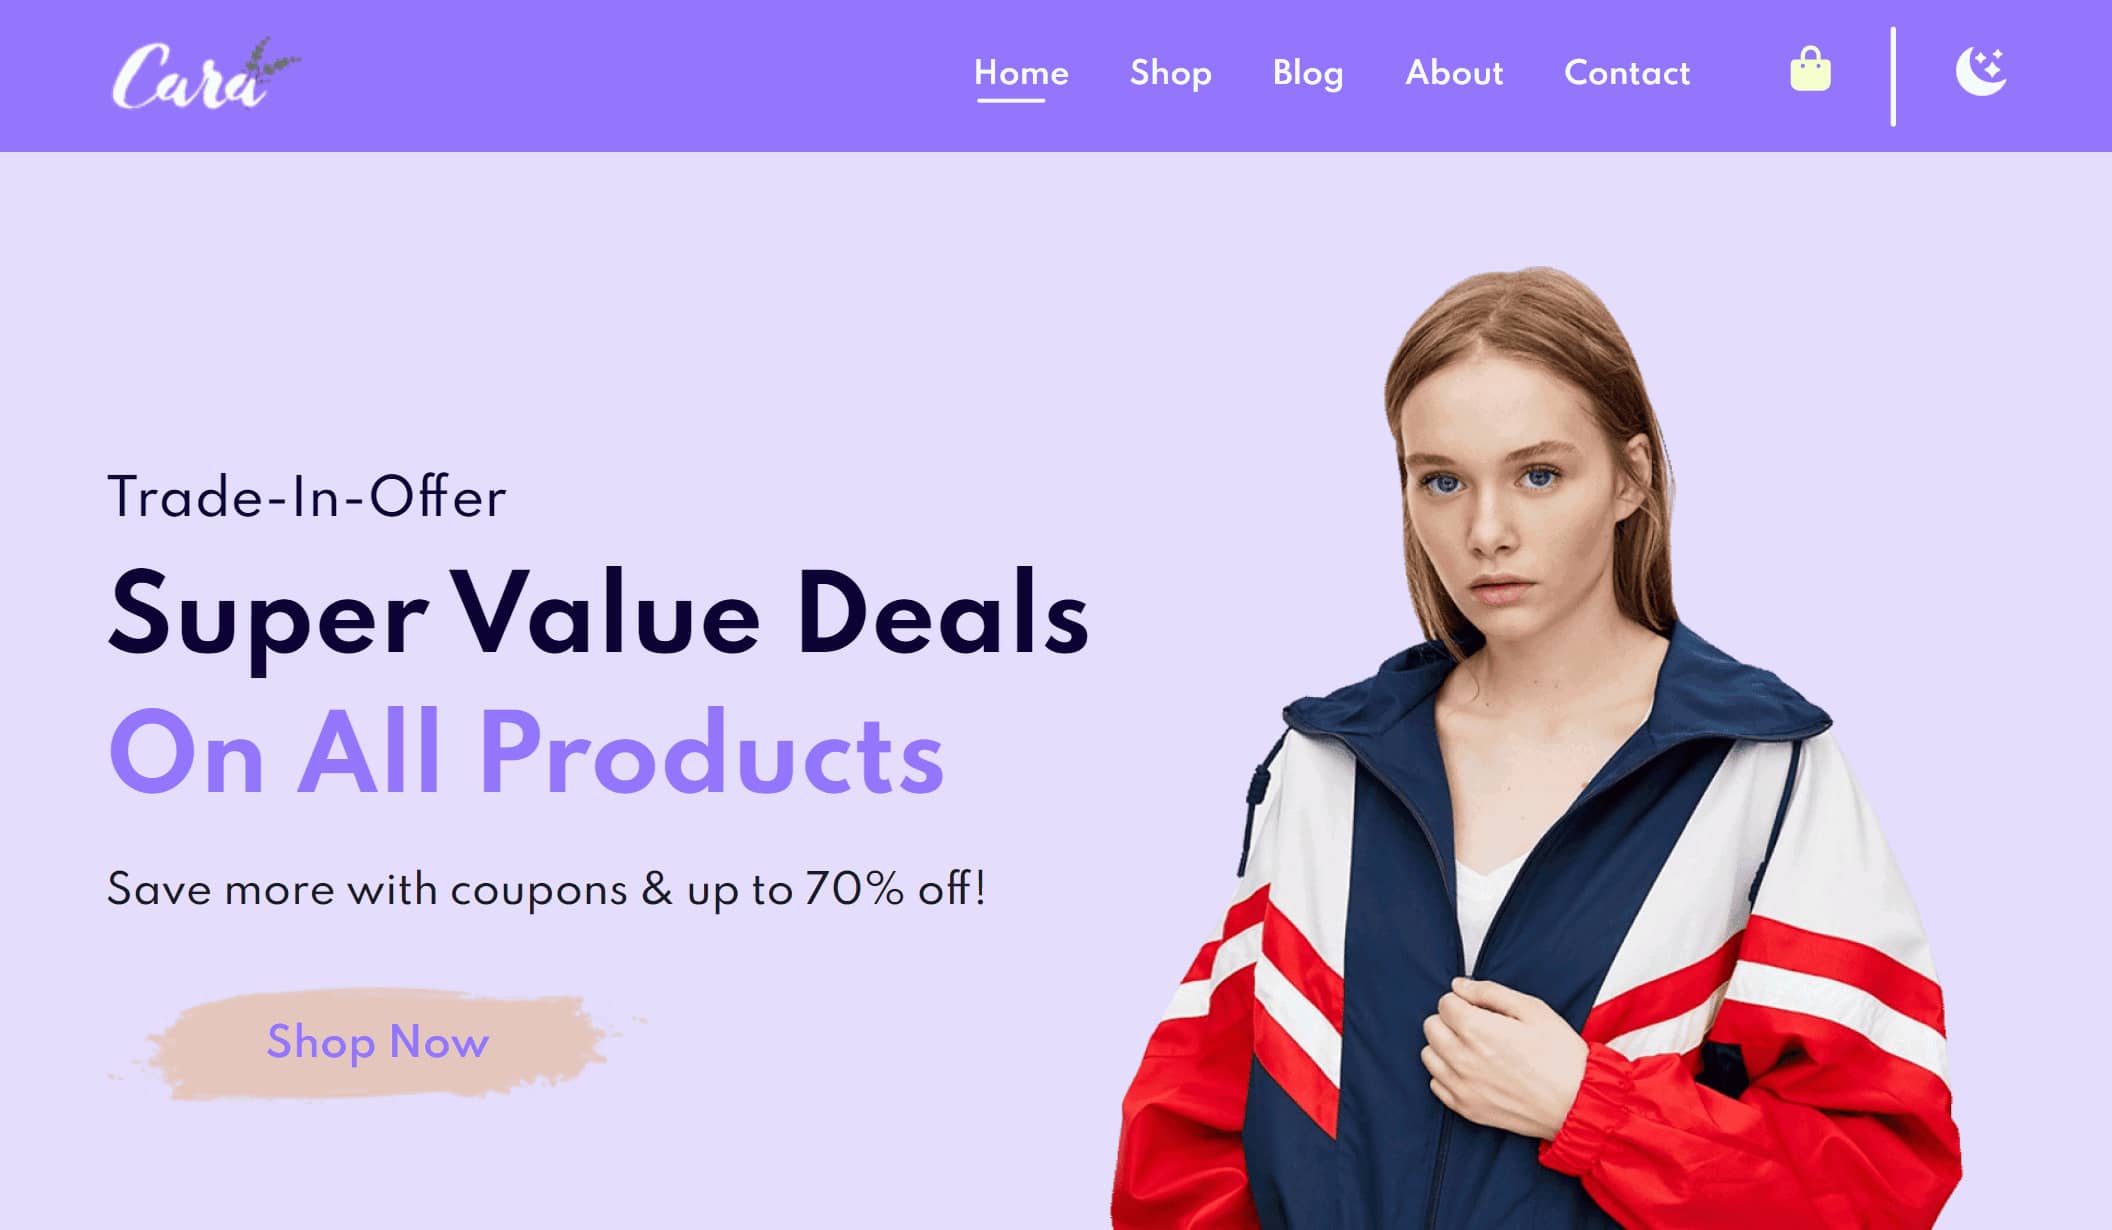 Cara
Home Shop Blog About Contact
Trade-In-Offer
Super Value Deals
On All Products
Save more with coupons & up to 70% off!
Shop Now